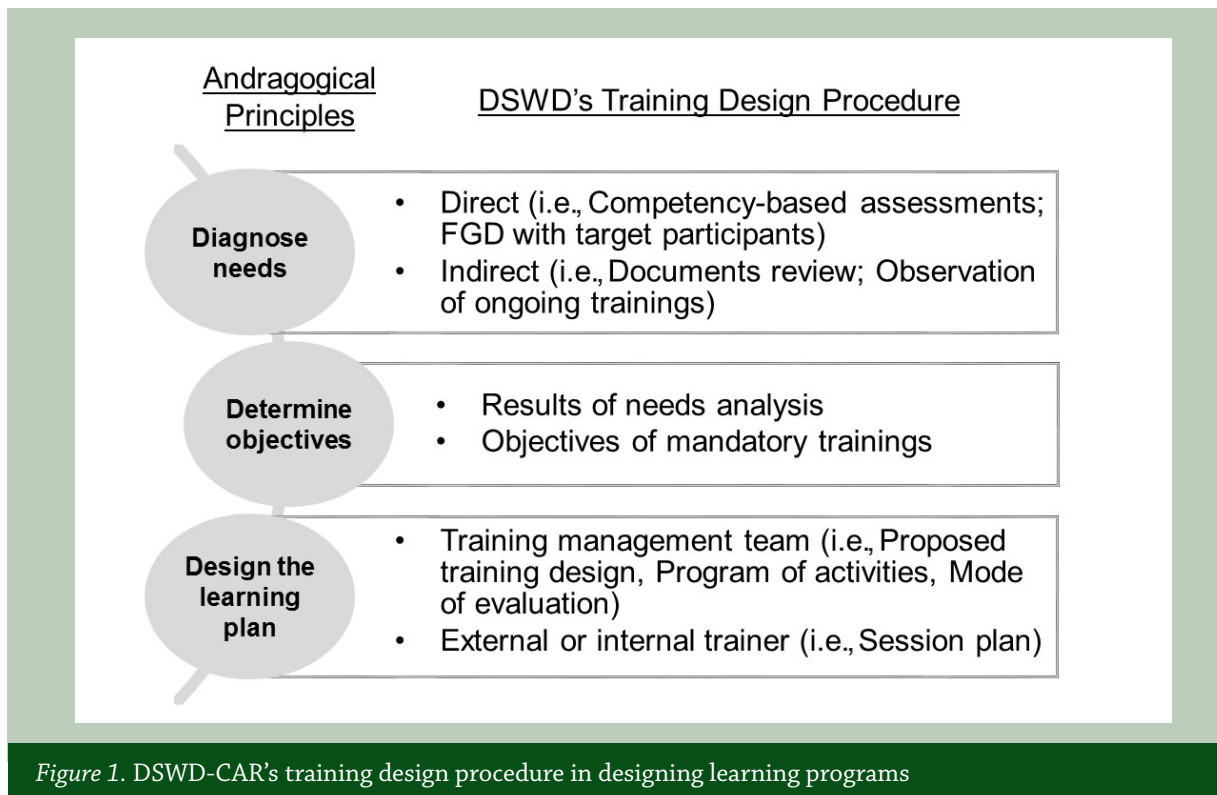 Andragogical
Principles
DSWD's Training Design Procedure
Diagnose
needs
• Direct (i.e., Competency-based assessments;
FGD with target participants)
• Indirect (i.e., Documents review; Observation
of ongoing trainings)
Determine
objectives
• Results of needs analysis
• Objectives of mandatory trainings
Design the
learning
plan
• Training management team (i.e., Proposed
training design, Program of activities, Mode
of evaluation)
• External or internal trainer (i.e., Session plan)
Figure 1. DSWD-CAR's training design procedure in designing learning programs